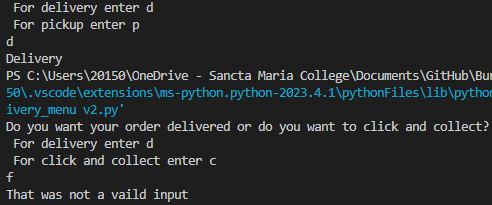 For delivery enter d
For pickup enter p
d
Delivery
PS C:\Users\20150\OneDrive - Sancta Maria College\Documents\GitHub\Bur
50\.vscode\extensions\ms-python.python-2023.4.1\pythonFiles\lib\python
ivery_menu v2.py'
Do you want your order delivered or do you want to click and collect?
For delivery enter d
For click and collect enter c
f
That was not a vaild input